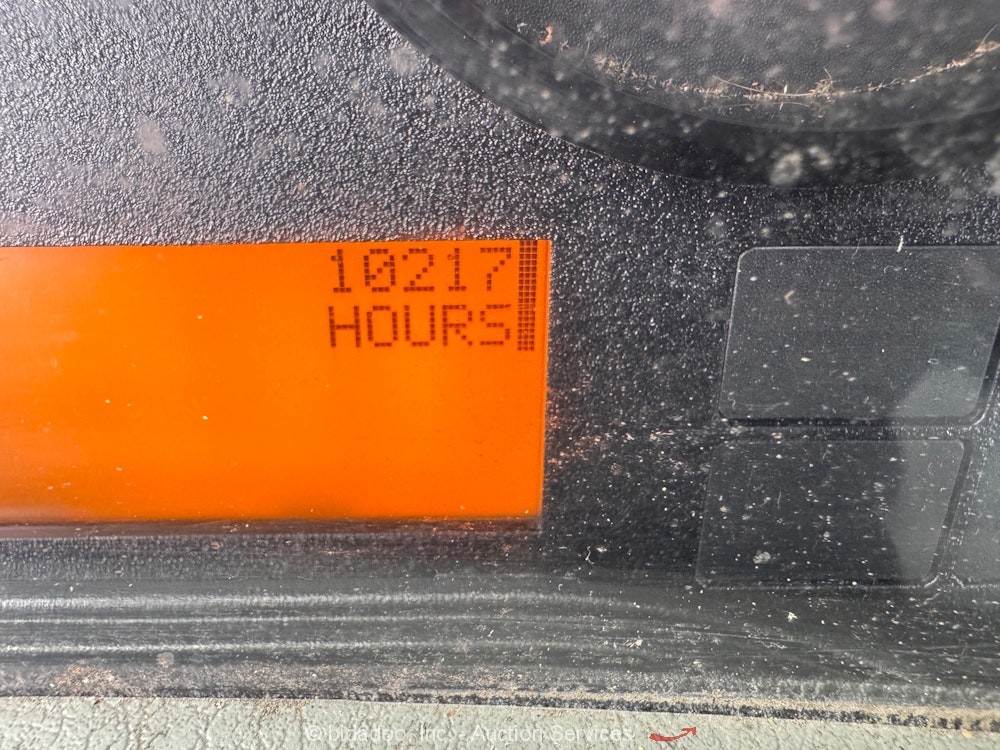 10217
HOURS
©bidadoo, Inc. - Auction Services